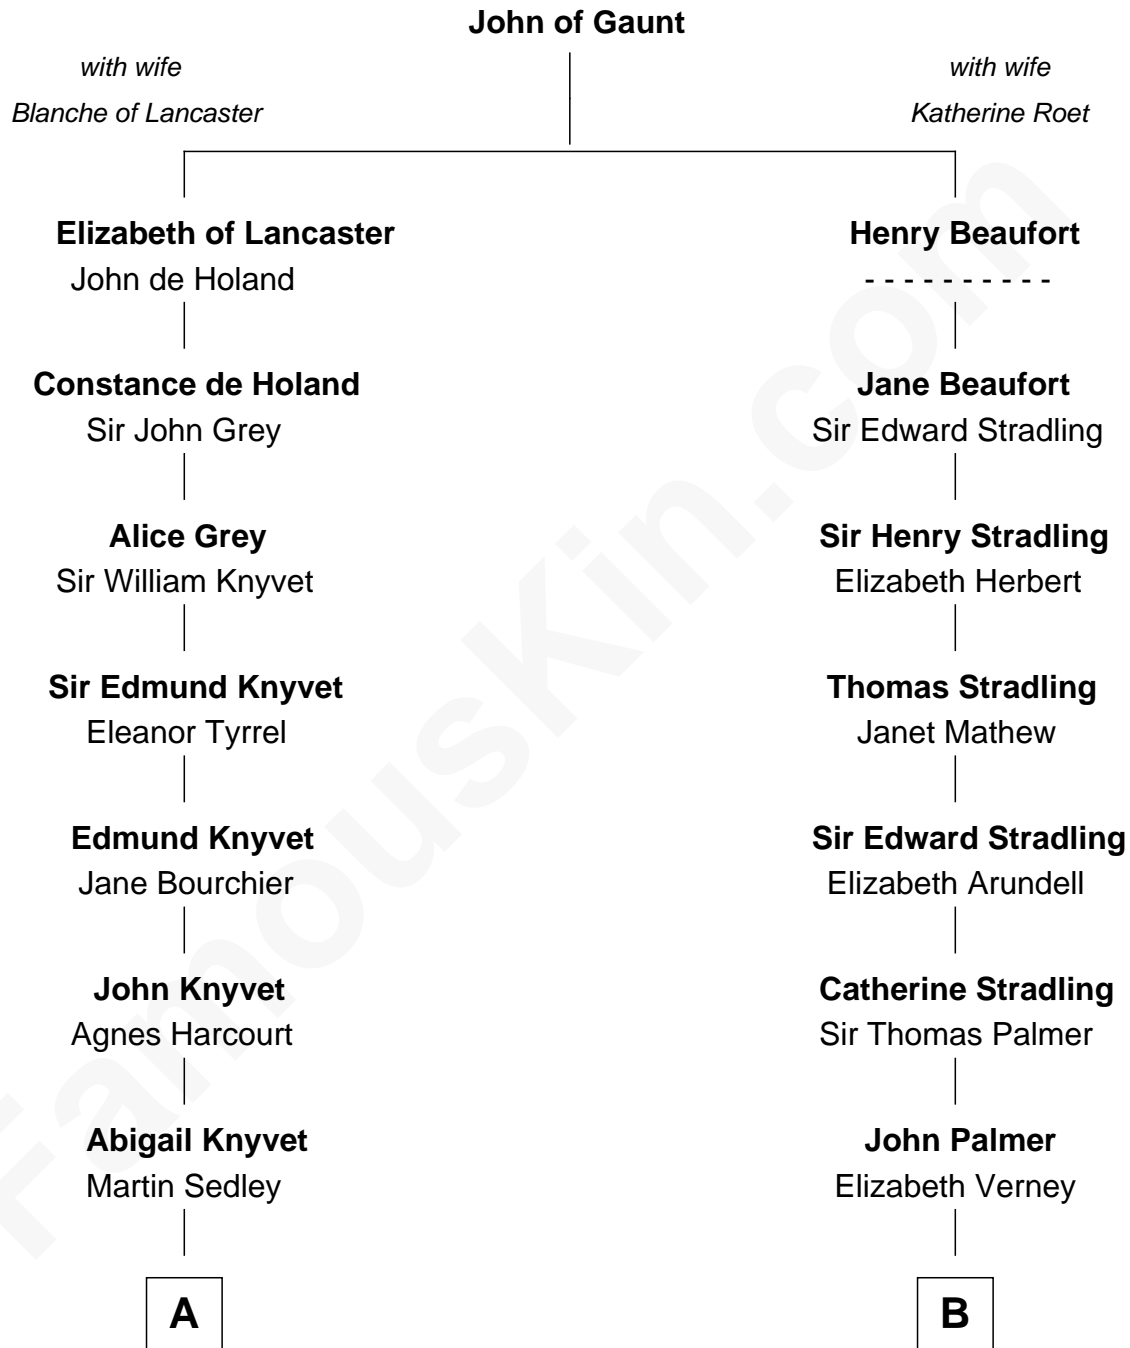 John of Gaunt
with wife
Blanche of Lancaster
with wife
Katherine Roet
Elizabeth of Lancaster
John de Holand
Henry Beaufort
- - - - - - - - - -
Constance de Holand
Sir John Grey
Jane Beaufort
Sir Edward Stradling
Alice Grey
Sir William Knyvet
Sir Henry Stradling
Elizabeth Herbert
Sir Edmund Knyvet
Eleanor Tyrrel
Thomas Stradling
Janet Mathew
Edmund Knyvet
Jane Bourchier
Sir Edward Stradling
Elizabeth Arundell
John Knyvet
Agnes Harcourt
Catherine Stradling
Sir Thomas Palmer
Abigail Knyvet
Martin Sedley
John Palmer
Elizabeth Verney
A
B
FamousKin.com